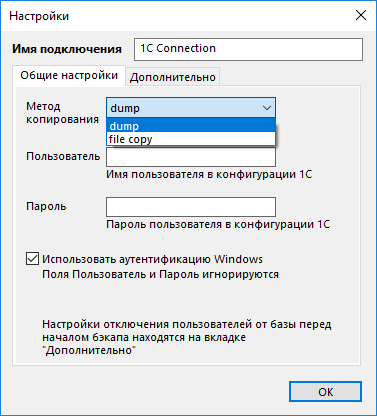 Настройки
Имя подключения 1C Connection
Общие настройки Дополнительно
Метод
копирования dump
dump
file copy
Пользователь
Имя пользователя в конфигурации 1С
Пароль
Пароль пользователя в конфигурации 1С
Использовать аутентификацию Windows
Поля Пользователь и Пароль игнорируются
Настройки отключения пользователей от базы перед
началом бэкапа находятся на вкладке
"Дополнительно"
OK